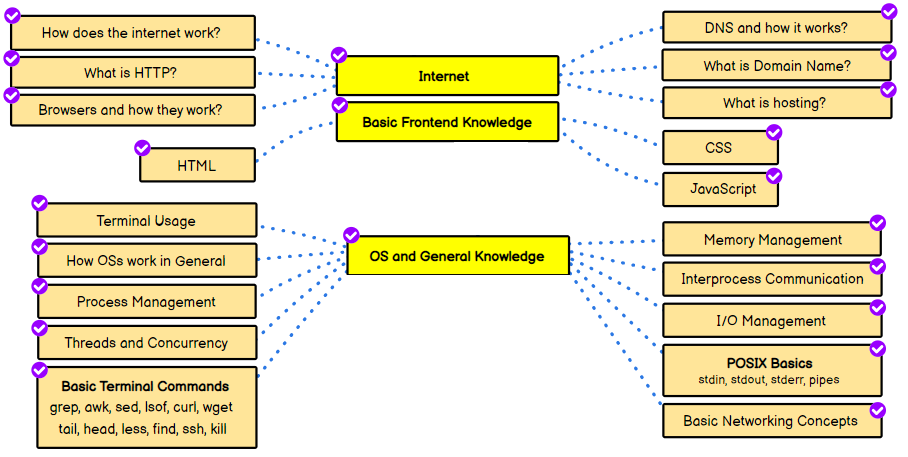 How does the internet work?
What is HTTP?
Browsers and how they work?
Internet
DNS and how it works?
What is Domain Name?
What is hosting?
Basic Frontend Knowledge
HTML
CSS
JavaScript
OS and General Knowledge
Terminal Usage
How OSs work in General
Process Management
Threads and Concurrency
Basic Terminal Commands
grep, awk, sed, lsof, curl, wget
tail, head, less, find, ssh, kill
Memory Management
Interprocess Communication
I/O Management
POSIX Basics
stdin, stdout, stderr, pipes
Basic Networking Concepts